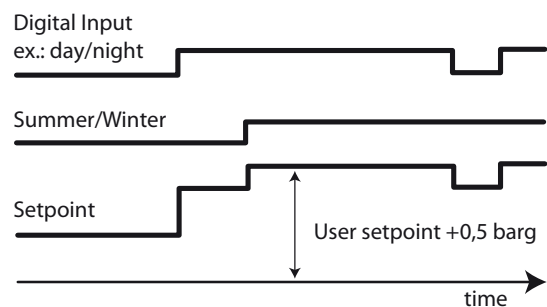 Digital Input
ex.: day/night
Summer/Winter
Setpoint
User setpoint +0,5 barg
time